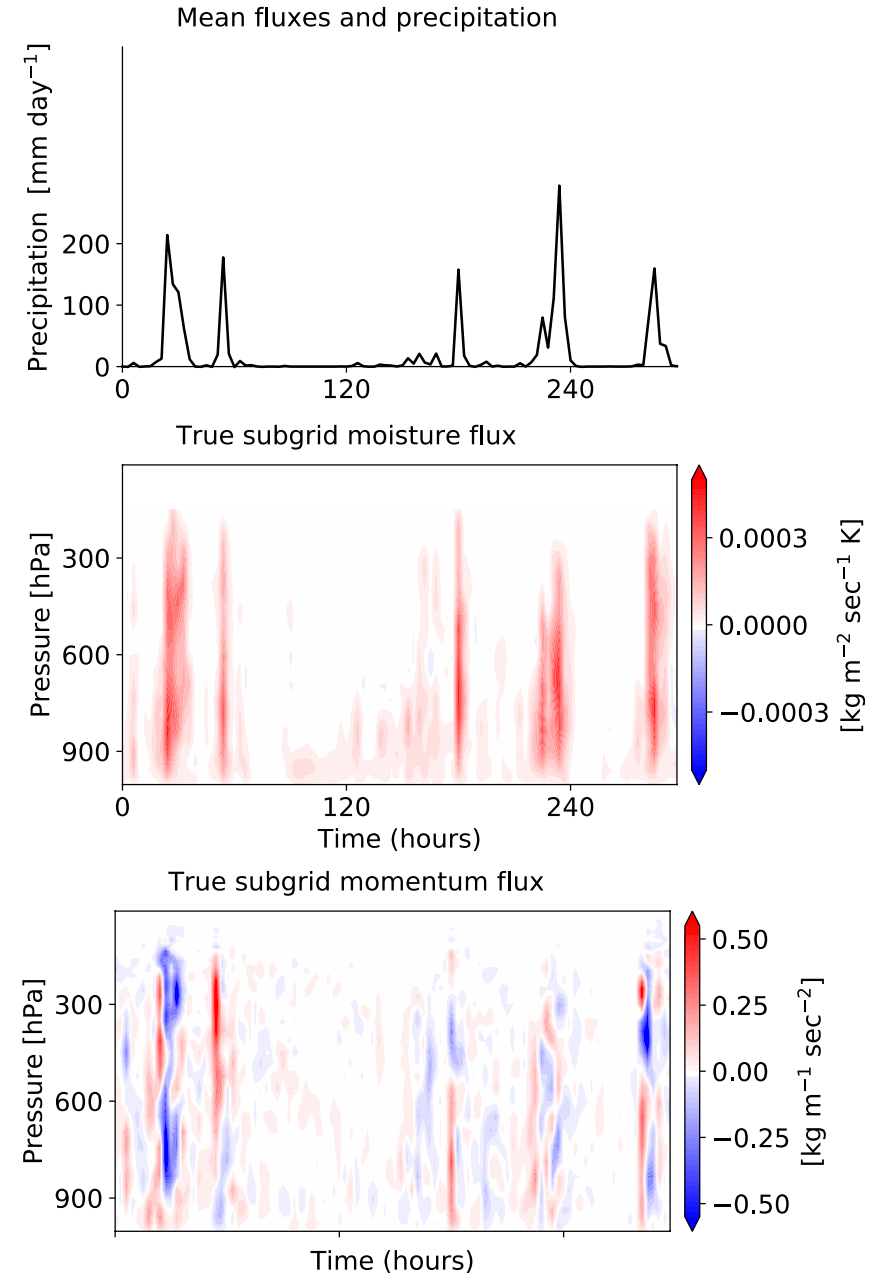 Mean fluxes and precipitation
Precipitation [mm day⁻¹]
200
100
0
0 120 240
True subgrid moisture flux
Pressure [hPa]
300
600
900
0 120 240
Time (hours)
0.0003
0.0000
−0.0003
[kg m⁻² sec⁻¹ K]
True subgrid momentum flux
Pressure [hPa]
300
600
900
Time (hours)
0.50
0.25
0.00
−0.25
−0.50
[kg m⁻¹ sec⁻²]